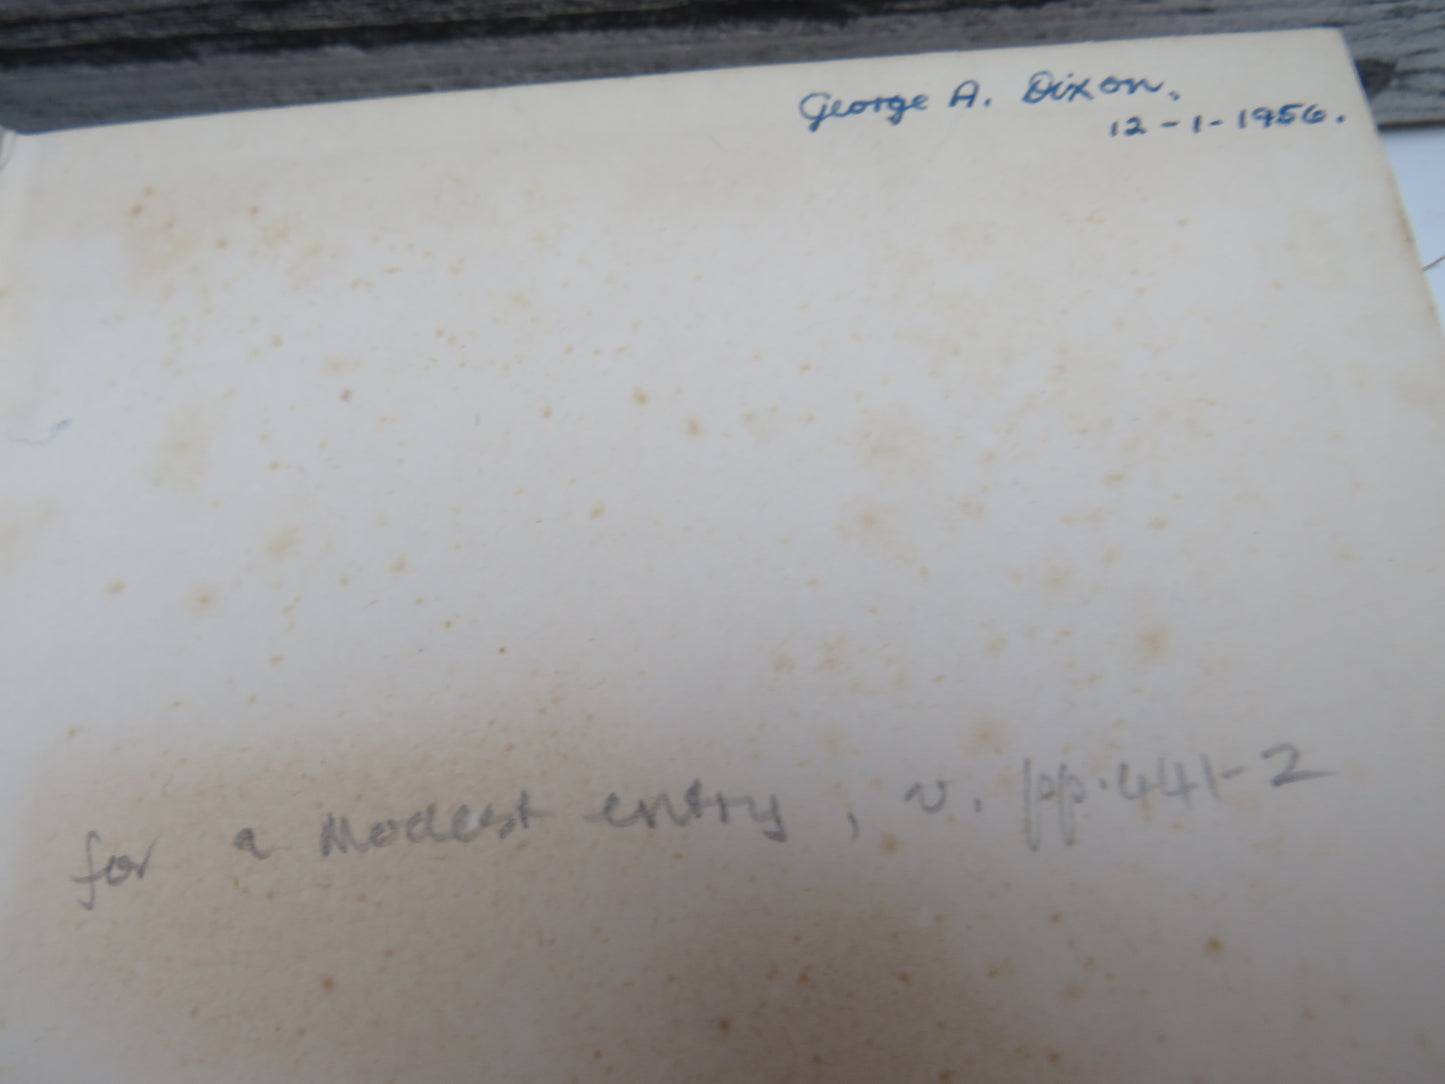 George A. Dixon.
12-1-1956.
for a Modest entry, v. pp. 441-2